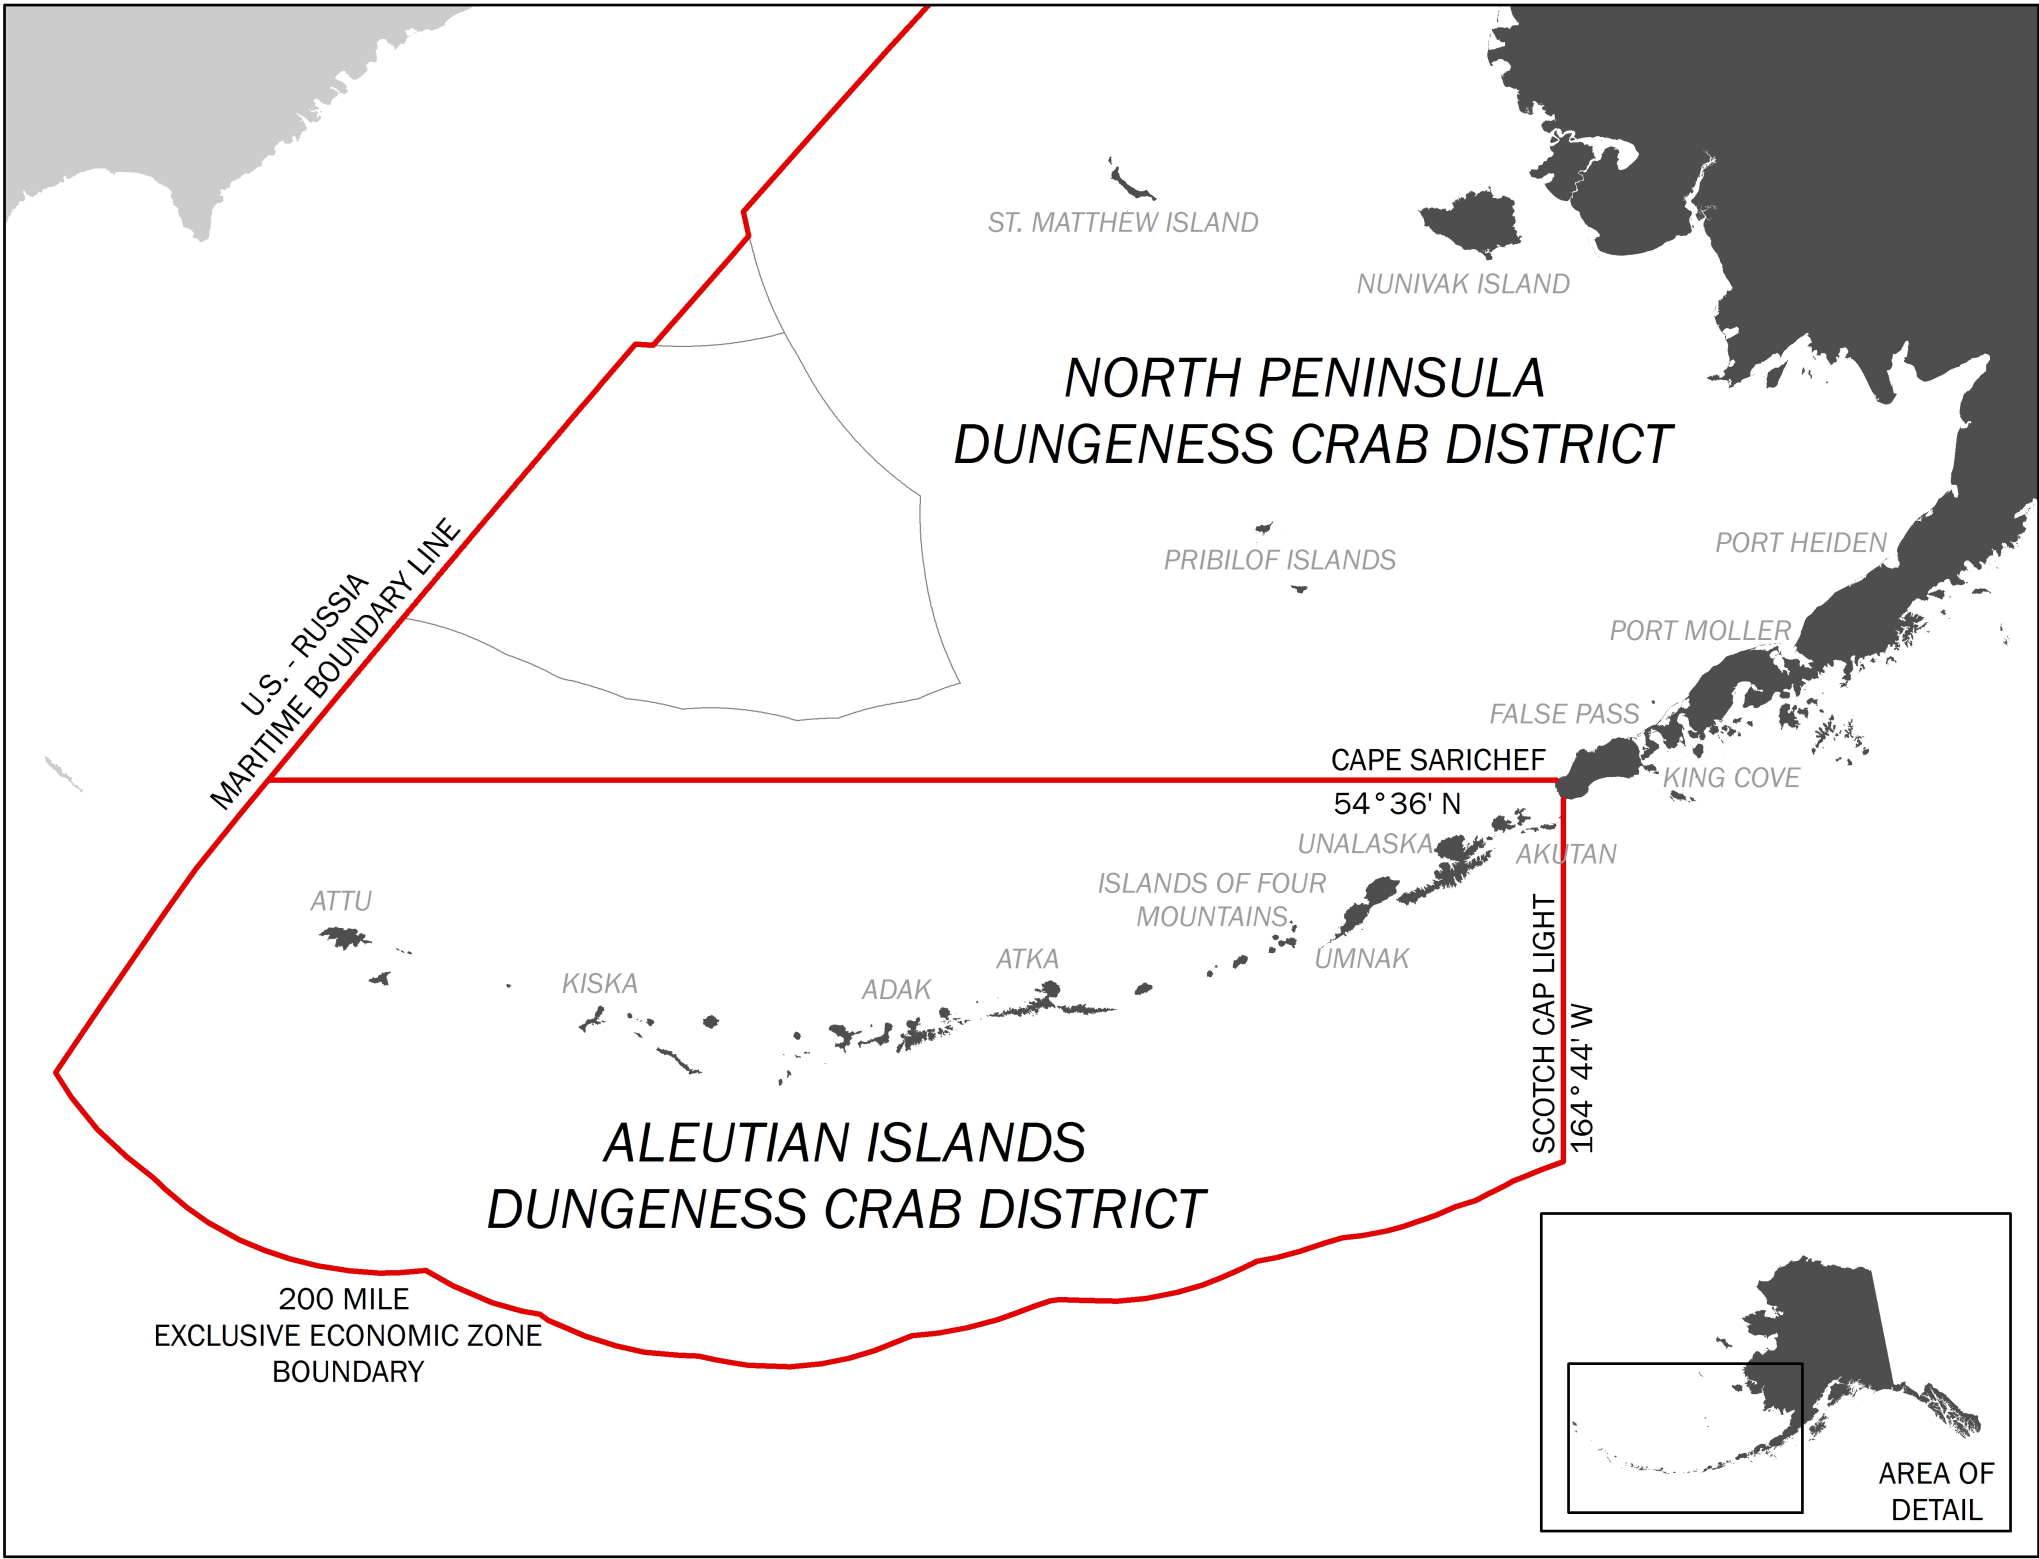 ST. MATTHEW ISLAND
NUNIVAK ISLAND
NORTH PENINSULA
DUNGENESS CRAB DISTRICT
PORT HEIDEN
PRIBILOF ISLANDS
U.S. - RUSSIA
MARITIME BOUNDARY LINE
PORT MOLLER
FALSE PASS
CAPE SARICHEF
KING COVE
54°36' N
UNALASKA
AKUTAN
ISLANDS OF FOUR
MOUNTAINS
ATTU
UMNAK
ATKA
KISKA
ADAK
SCOTCH CAP LIGHT
164°44' W
ALEUTIAN ISLANDS
DUNGENESS CRAB DISTRICT
200 MILE
EXCLUSIVE ECONOMIC ZONE
BOUNDARY
AREA OF
DETAIL